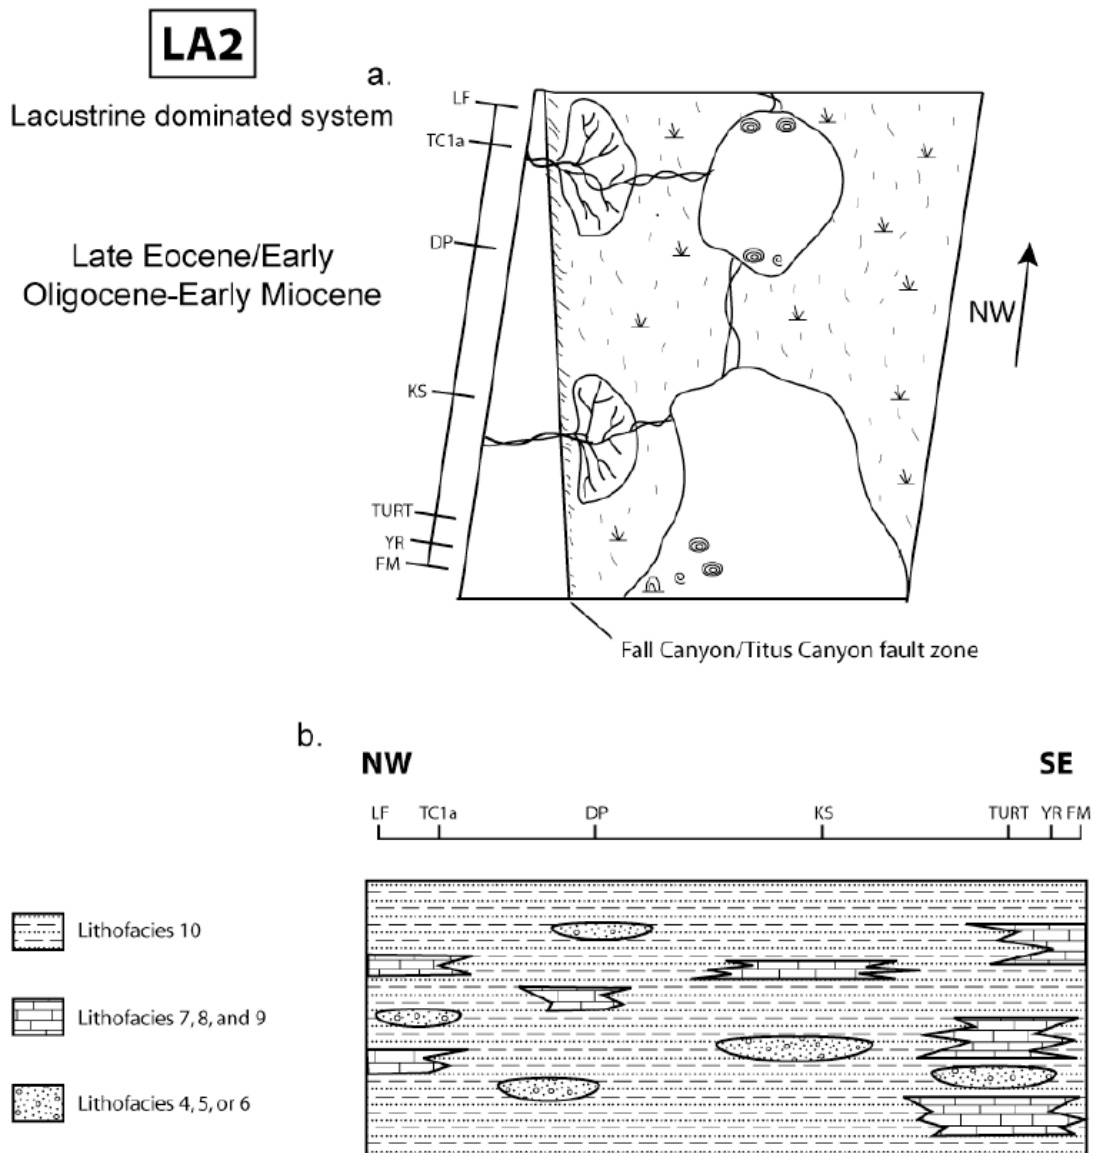 LA2
a.
Lacustrine dominated system
Late Eocene/Early
Oligocene-Early Miocene
LF
TC1a
DP
KS
TURT
YR
FM
NW
Fall Canyon/Titus Canyon fault zone
b.
NW
SE
LF TC1a DP KS TURT YR FM
Lithofacies 10
Lithofacies 7, 8, and 9
Lithofacies 4, 5, or 6